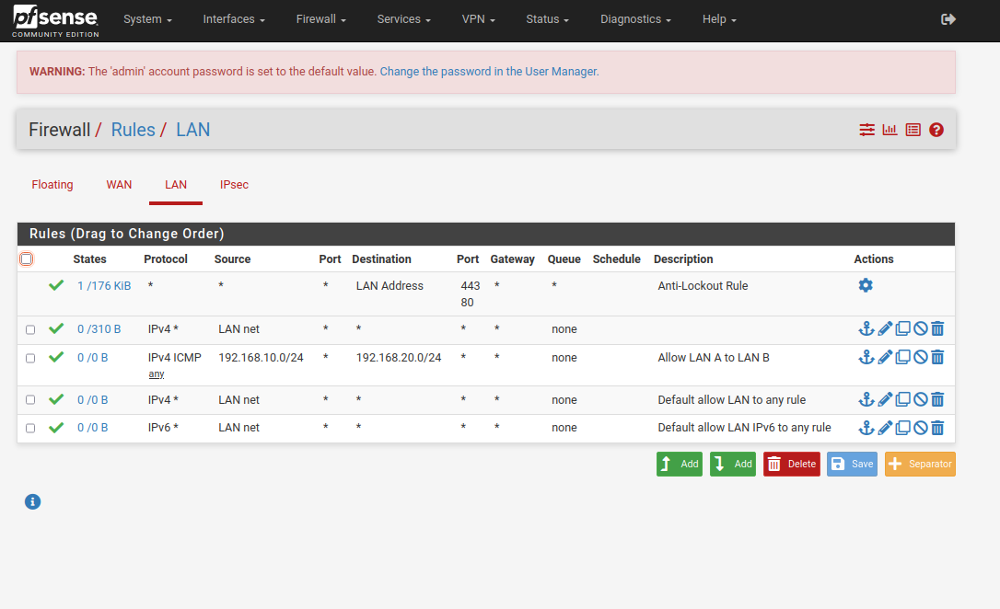 pfsense
COMMUNITY EDITION
System Interfaces Firewall Services VPN Status Diagnostics Help
WARNING: The 'admin' account password is set to the default value. Change the password in the User Manager.
Firewall / Rules / LAN
Floating WAN LAN IPsec
Rules (Drag to Change Order)
States Protocol Source Port Destination Port Gateway Queue Schedule Description Actions
1 /176 KiB * * * LAN Address 443 * * Anti-Lockout Rule
80
0 /310 B IPv4 * LAN net * * * * none
0 /0 B IPv4 ICMP 192.168.10.0/24 * 192.168.20.0/24 * * none Allow LAN A to LAN B
any
0 /0 B IPv4 * LAN net * * * * none Default allow LAN to any rule
0 /0 B IPv6 * LAN net * * * * none Default allow LAN IPv6 to any rule
Add Add Delete Save Separator